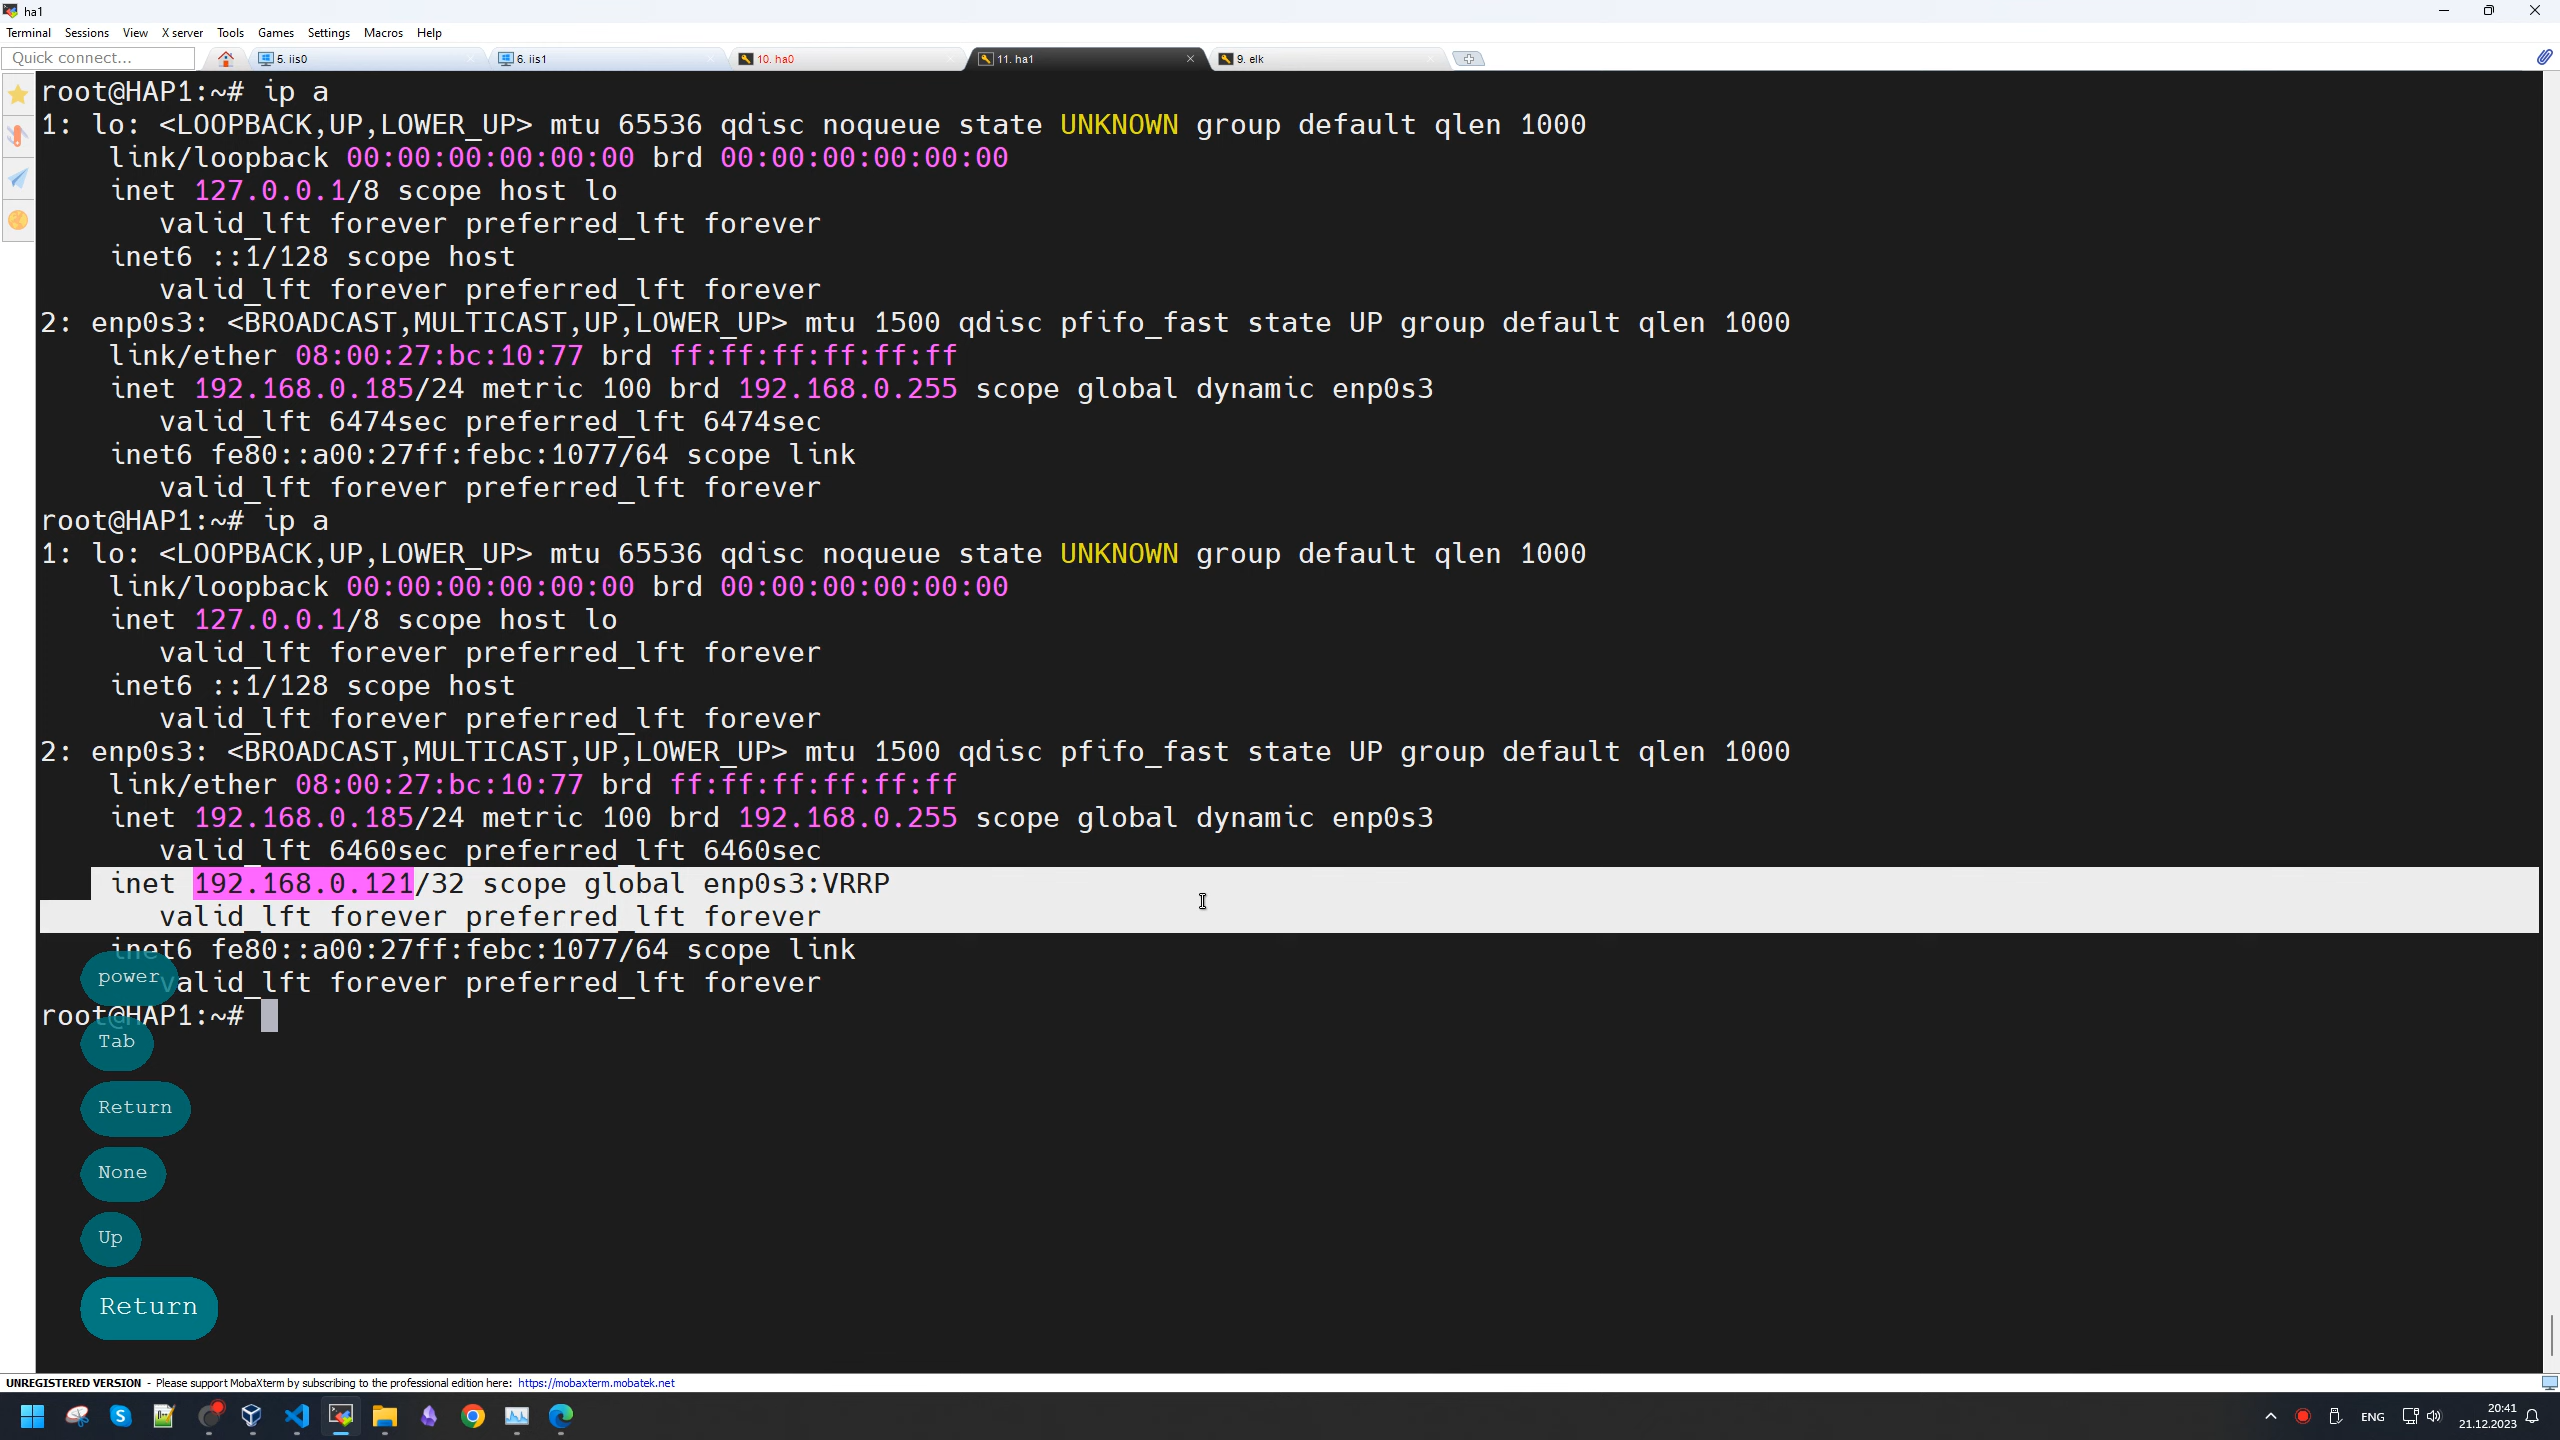 ha1
Terminal Sessions View X server Tools Games Settings Macros Help
Quick connect... 5. iis0 6. iis1 10. ha0 11. ha1 9. elk
root@HAP1:~# ip a
1: lo: <LOOPBACK,UP,LOWER_UP> mtu 65536 qdisc noqueue state UNKNOWN group default qlen 1000
link/loopback 00:00:00:00:00:00 brd 00:00:00:00:00:00
inet 127.0.0.1/8 scope host lo
valid_lft forever preferred_lft forever
inet6 ::1/128 scope host
valid_lft forever preferred_lft forever
2: enp0s3: <BROADCAST,MULTICAST,UP,LOWER_UP> mtu 1500 qdisc pfifo_fast state UP group default qlen 1000
link/ether 08:00:27:bc:10:77 brd ff:ff:ff:ff:ff:ff
inet 192.168.0.185/24 metric 100 brd 192.168.0.255 scope global dynamic enp0s3
valid_lft 6474sec preferred_lft 6474sec
inet6 fe80::a00:27ff:febc:1077/64 scope link
valid_lft forever preferred_lft forever
root@HAP1:~# ip a
1: lo: <LOOPBACK,UP,LOWER_UP> mtu 65536 qdisc noqueue state UNKNOWN group default qlen 1000
link/loopback 00:00:00:00:00:00 brd 00:00:00:00:00:00
inet 127.0.0.1/8 scope host lo
valid_lft forever preferred_lft forever
inet6 ::1/128 scope host
valid_lft forever preferred_lft forever
2: enp0s3: <BROADCAST,MULTICAST,UP,LOWER_UP> mtu 1500 qdisc pfifo_fast state UP group default qlen 1000
link/ether 08:00:27:bc:10:77 brd ff:ff:ff:ff:ff:ff
inet 192.168.0.185/24 metric 100 brd 192.168.0.255 scope global dynamic enp0s3
valid_lft 6460sec preferred_lft 6460sec
inet 192.168.0.121/32 scope global enp0s3:VRRP
valid_lft forever preferred_lft forever
inet6 fe80::a00:27ff:febc:1077/64 scope link
power
valid_lft forever preferred_lft forever
root@HAP1:~#
Tab
Return
None
Up
Return
UNREGISTERED VERSION - Please support MobaXterm by subscribing to the professional edition here: https://mobaxterm.mobatek.net
ENG
20:41
21.12.2023